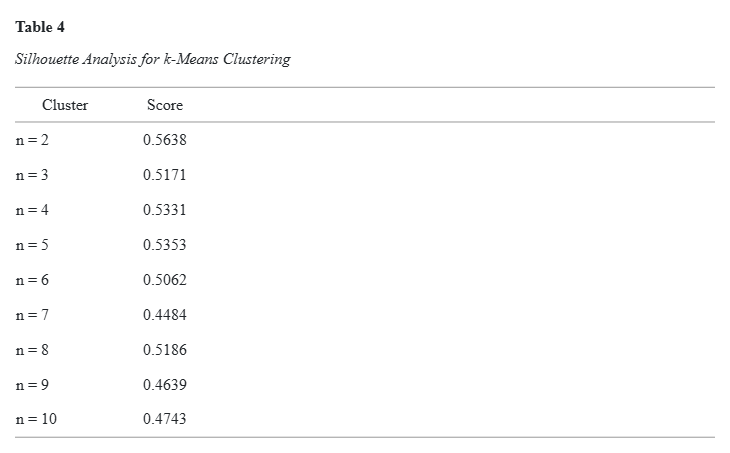 Table 4
Silhouette Analysis for k-Means Clustering
Cluster Score
n = 2 0.5638
n = 3 0.5171
n = 4 0.5331
n = 5 0.5353
n = 6 0.5062
n = 7 0.4484
n = 8 0.5186
n = 9 0.4639
n = 10 0.4743